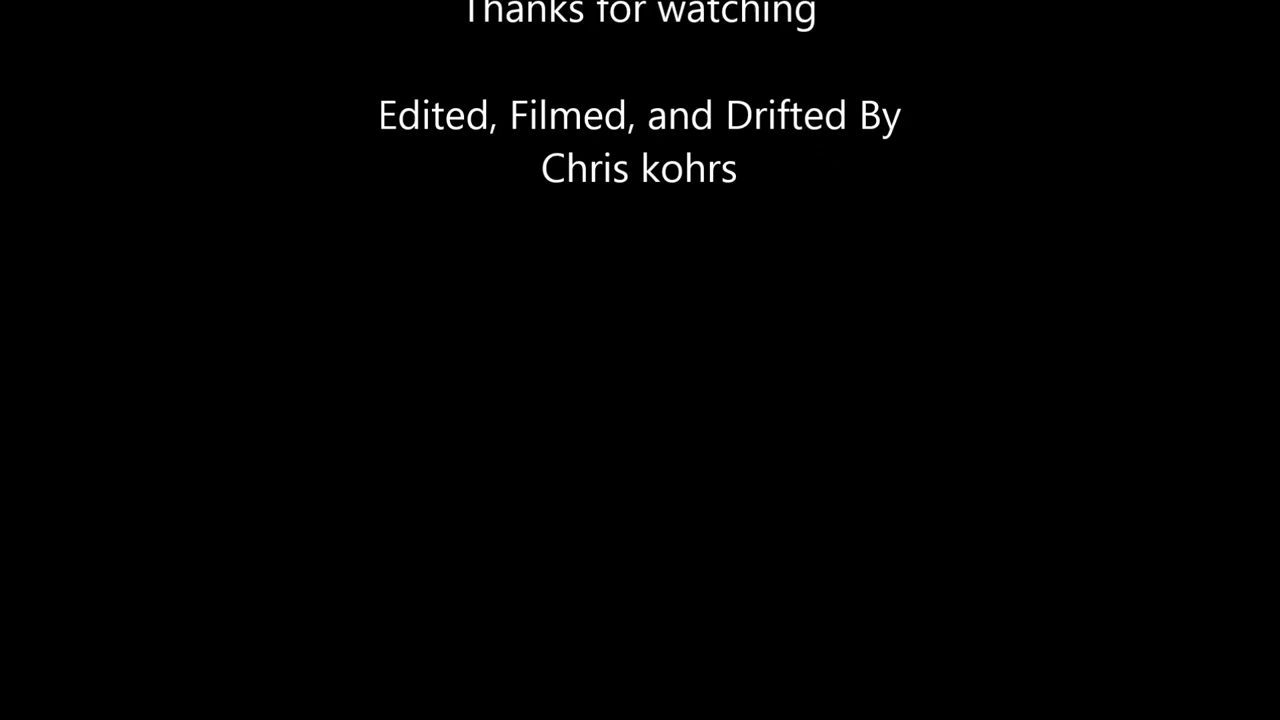 Thanks for watching
Edited, Filmed, and Drifted By
Chris kohrs